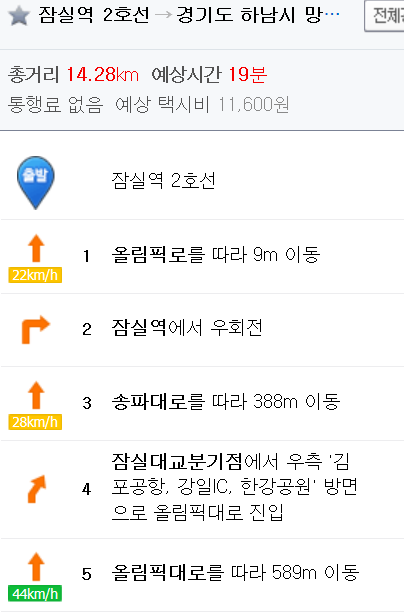 잠실역 2호선→경기도 하남시 망…
총거리 14.28km 예상시간 19분
통행료 없음 예상 택시비 11,600원
출발
잠실역 2호선
22km/h
1 올림픽로를 따라 9m 이동
2 잠실역에서 우회전
28km/h
3 송파대로를 따라 388m 이동
4 잠실대교분기점에서 우측 '김
포공항, 강일IC, 한강공원' 방면
으로 올림픽대로 진입
44km/h
5 올림픽대로를 따라 589m 이동